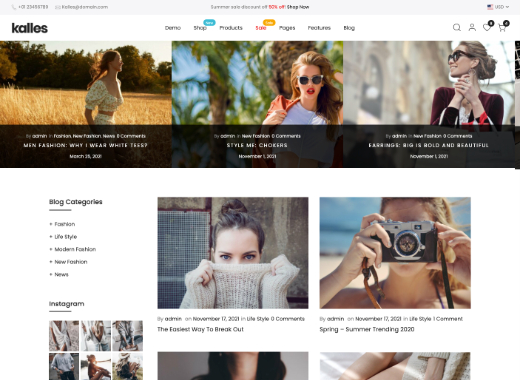 +01 23456789 Kalles@domain.com Summer sale discount off 50% off! Shop Now USD
kalles Demo Shop Products Sale Pages Features Blog
By admin in Fashion, New Fashion, News 0 Comments
MEN FASHION: WHY I WEAR WHITE TEES?
March 25, 2021
By admin in New Fashion 0 Comments
STYLE ME: CHOKERS
November 1, 2021
By admin in New Fashion 0 Comments
EARRINGS: BIG IS BOLD AND BEAUTIFUL
November 1, 2021
Blog Categories
+ Fashion
+ Life Style
+ Modern Fashion
+ New Fashion
+ News
Instagram
By admin on November 17, 2021 in Life Style 0 Comments
The Easiest Way To Break Out
By admin on November 17, 2021 in Life Style 1 Comment
Spring – Summer Trending 2020